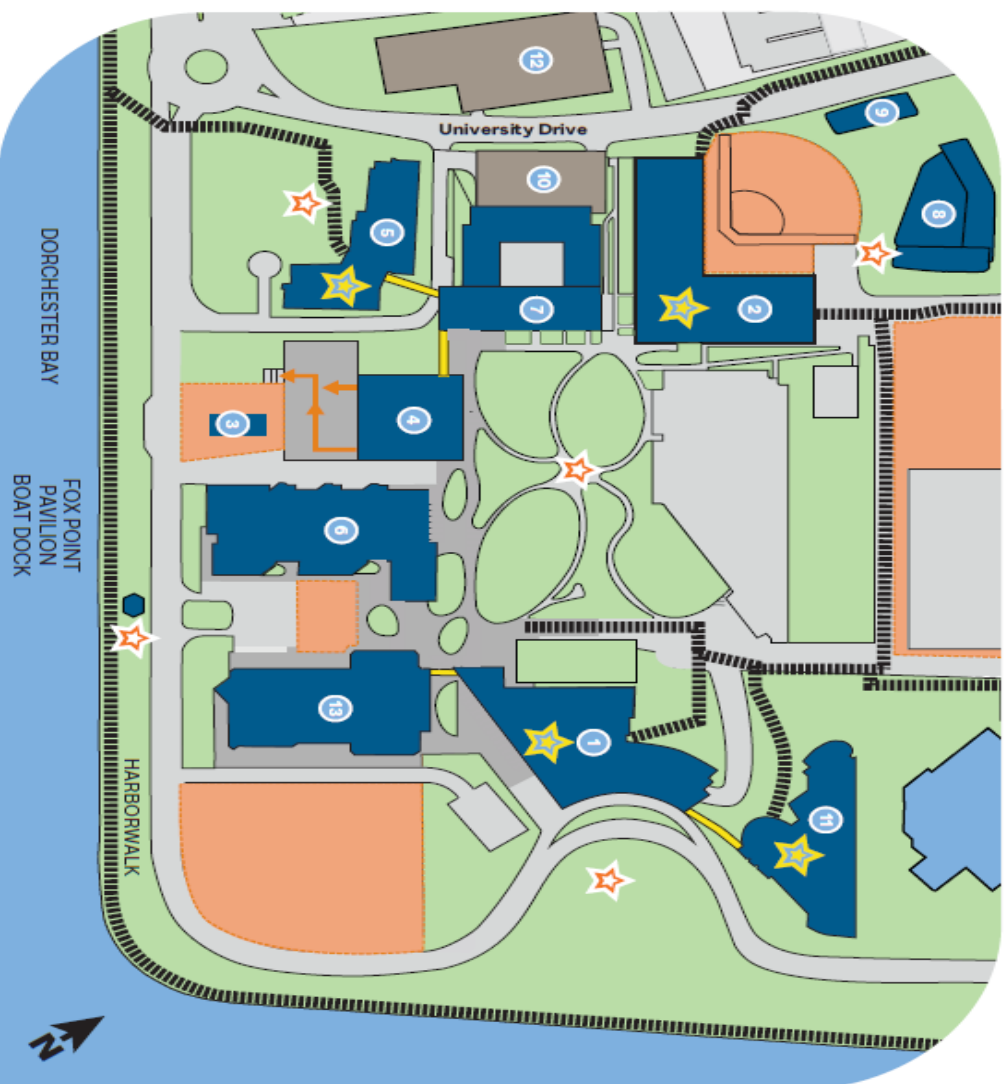 12
9
University Drive
10
8
5
2
7
DORCHESTER BAY
4
3
FOX POINT
PAVILION
BOAT DOCK
6
13
1
HARBORWALK
11
N